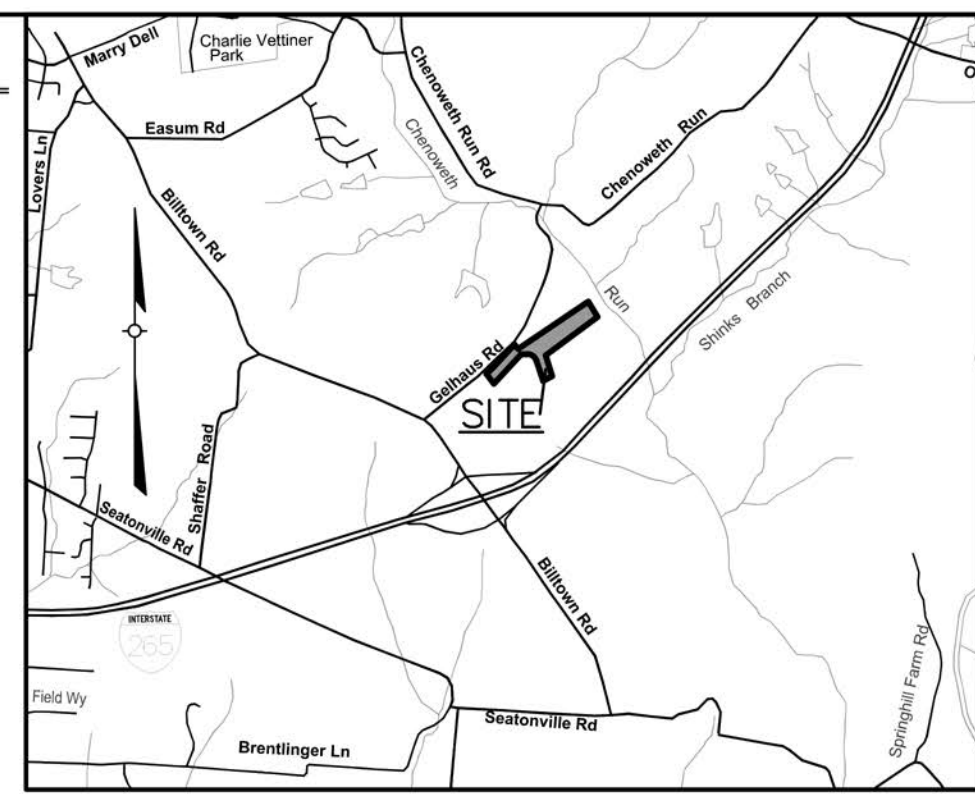 Marry Dell
Charlie Vettiner
Park
Easum Rd
Lovers Ln
Chenoweth Run Rd
Chenoweth
Chenoweth Run
Billtown Rd
Run
Shinks Branch
Gelhaus Rd
SITE
Shaffer Road
Seatonville Rd
Billtown Rd
INTERSTATE
265
Field Wy
Seatonville Rd
Brentlinger Ln
Springhill Farm Rd